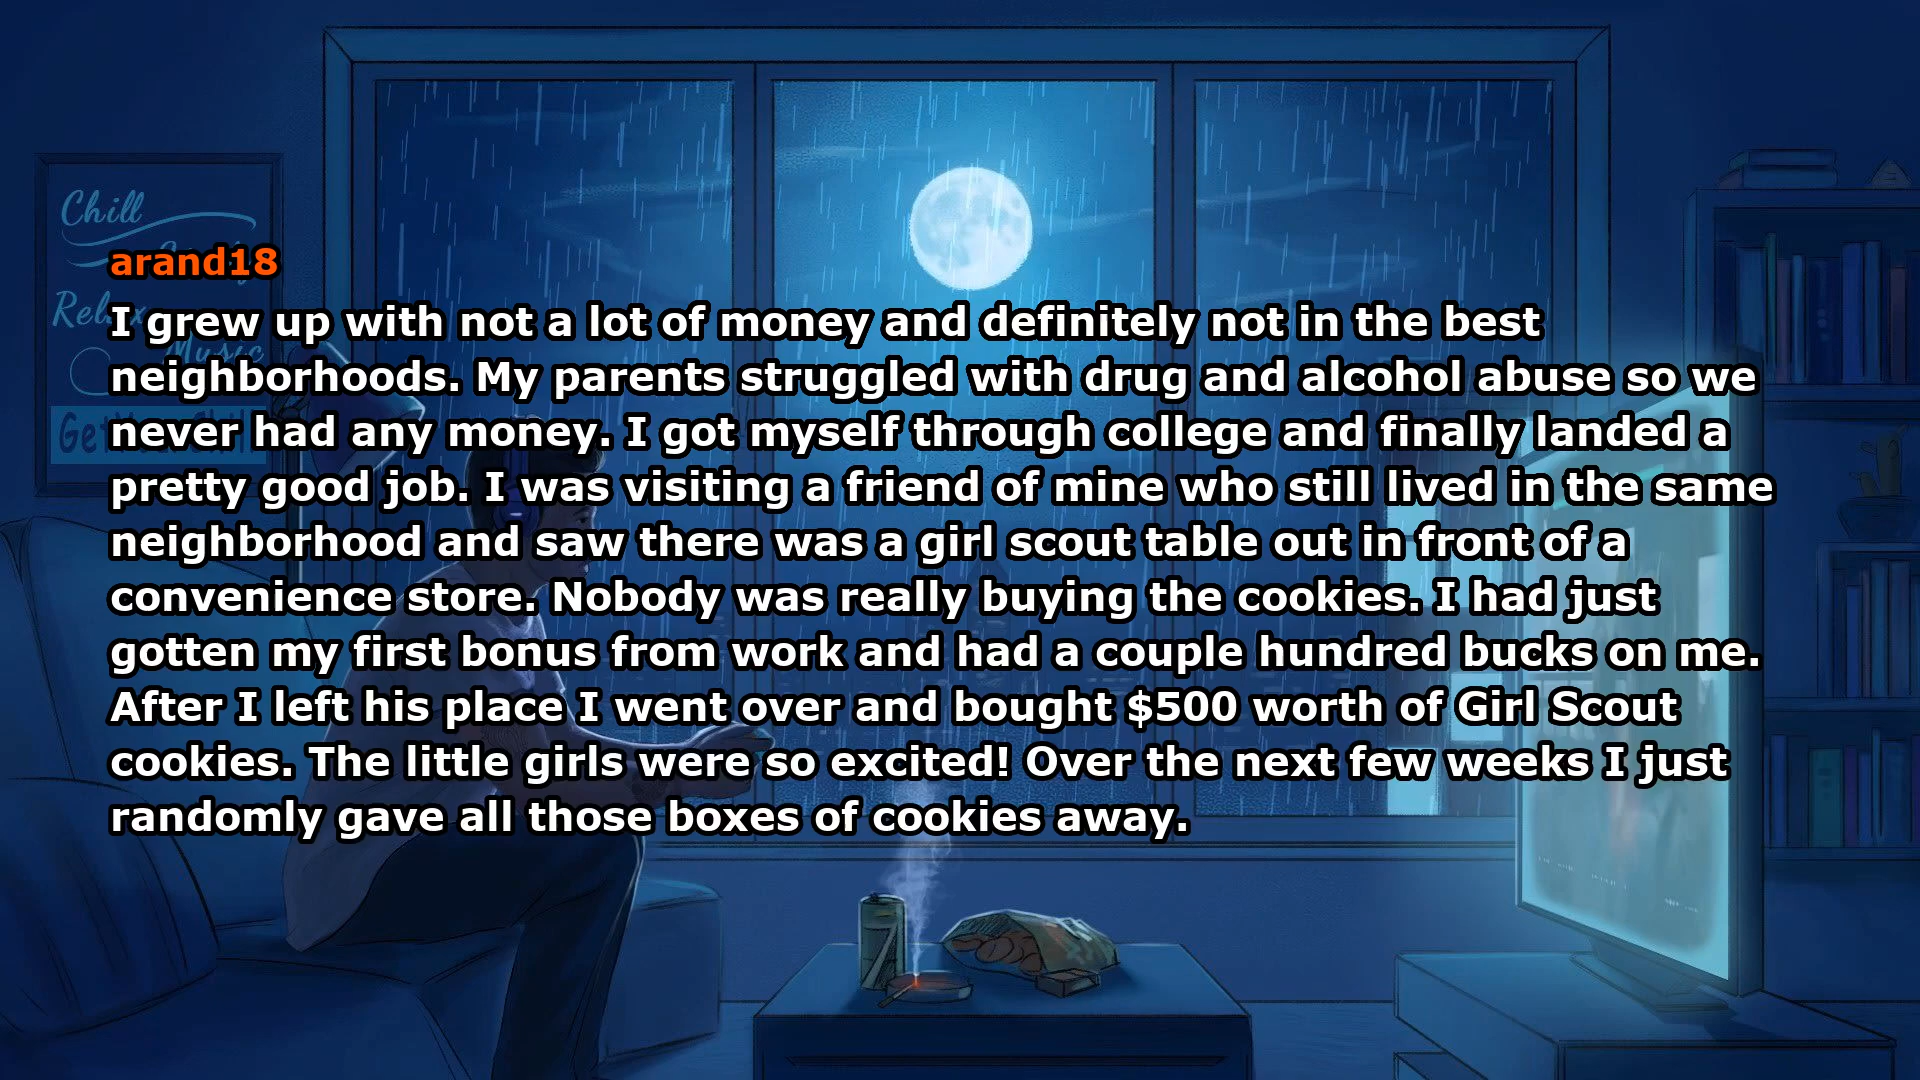 Chill
arand18
I grew up with not a lot of money and definitely not in the best
neighborhoods. My parents struggled with drug and alcohol abuse so we
never had any money. I got myself through college and finally landed a
pretty good job. I was visiting a friend of mine who still lived in the same
neighborhood and saw there was a girl scout table out in front of a
convenience store. Nobody was really buying the cookies. I had just
gotten my first bonus from work and had a couple hundred bucks on me.
After I left his place I went over and bought $500 worth of Girl Scout
cookies. The little girls were so excited! Over the next few weeks I just
randomly gave all those boxes of cookies away.
Music